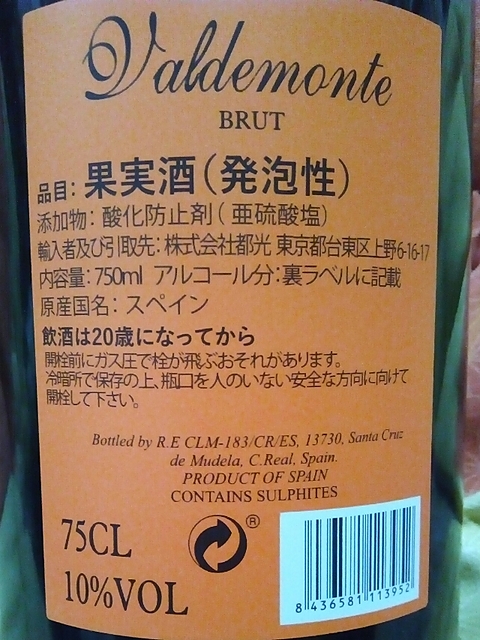 Valdemonte
BRUT
品目：果実酒（発泡性）
添加物：酸化防止剤（亜硫酸塩）
輸入者及び引取先：株式会社都光 東京都台東区上野6-16-17
内容量：750ml アルコール分：裏ラベルに記載
原産国名：スペイン
飲酒は20歳になってから
開栓前にガス圧で栓が飛ぶおそれがあります。
冷暗所で保存の上、瓶口を人のいない安全な方向に向けて
開栓して下さい。
Bottled by R.E CLM-183/CR/ES, 13730, Santa Cruz
de Mudela, C.Real, Spain.
PRODUCT OF SPAIN
CONTAINS SULPHITES
75CL
®
10%VOL
8 436581 113952